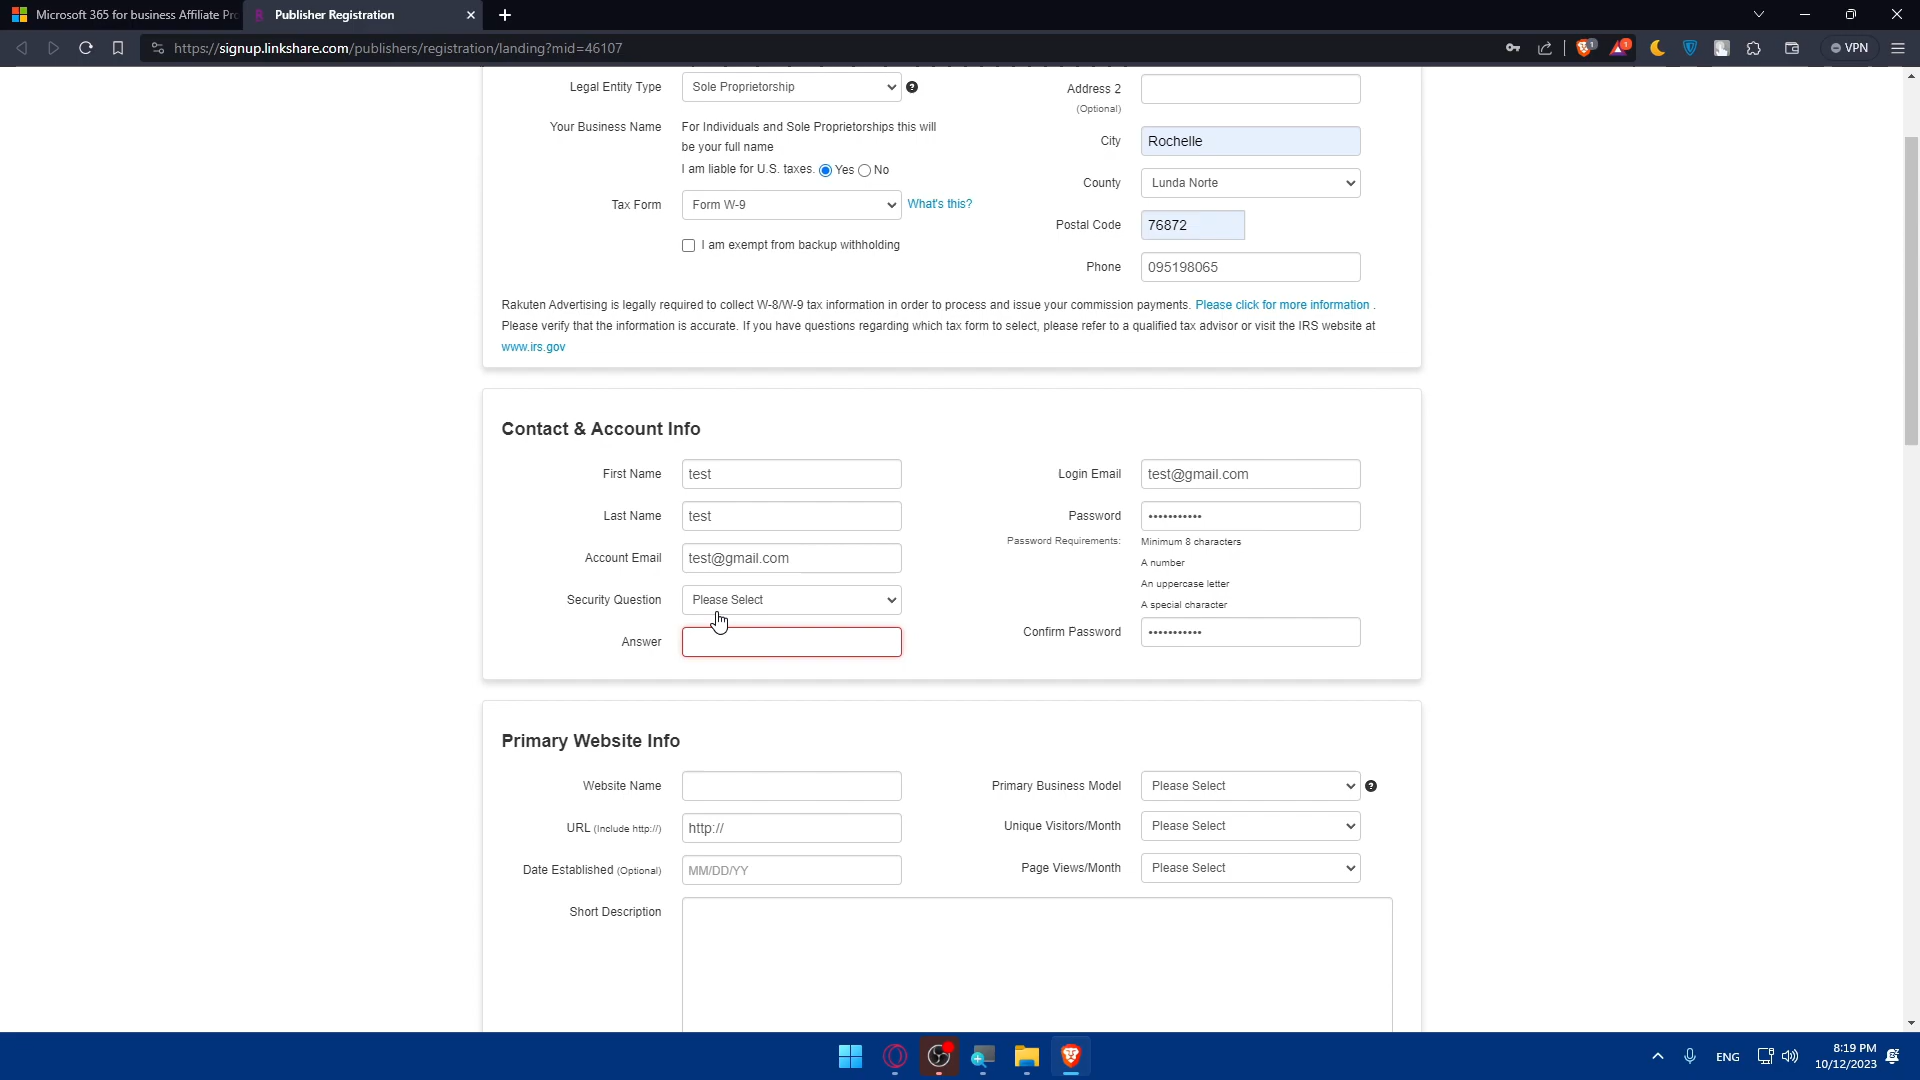 Microsoft 365 for business Affiliate Pro
Publisher Registration
https://signup.linkshare.com/publishers/registration/landing?mid=46107
1
1
VPN
Legal Entity Type
Sole Proprietorship
Your Business Name
For Individuals and Sole Proprietorships this will
be your full name
I am liable for U.S. taxes. Yes No
Tax Form
Form W-9
What's this?
I am exempt from backup withholding
Address 2
(Optional)
City
Rochelle
County
Lunda Norte
Postal Code
76872
Phone
095198065
Rakuten Advertising is legally required to collect W-8/W-9 tax information in order to process and issue your commission payments. Please click for more information .
Please verify that the information is accurate. If you have questions regarding which tax form to select, please refer to a qualified tax advisor or visit the IRS website at
www.irs.gov
Contact & Account Info
First Name
test
Last Name
test
Account Email
test@gmail.com
Security Question
Please Select
Answer
Login Email
test@gmail.com
Password
•••••••••••
Password Requirements:
Minimum 8 characters
A number
An uppercase letter
A special character
Confirm Password
•••••••••••
Primary Website Info
Website Name
URL (Include http://)
http://
Date Established (Optional)
MM/DD/YY
Short Description
Primary Business Model
Please Select
Unique Visitors/Month
Please Select
Page Views/Month
Please Select
ENG
8:19 PM
10/12/2023